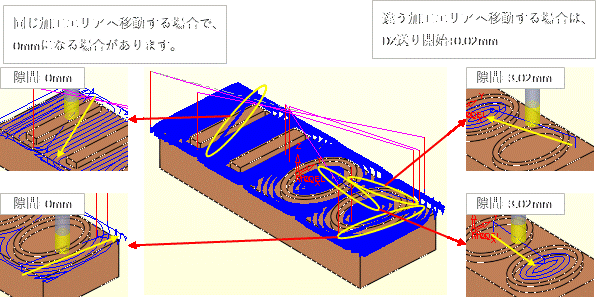 同じ加工エリアへ移動する場合で、
0mmになる場合があります。
違う加工エリアへ移動する場合は、
DZ送り開始:0.02mm
隙間 :0mm
隙間 :3.02mm
隙間 :0mm
隙間 :3.02mm